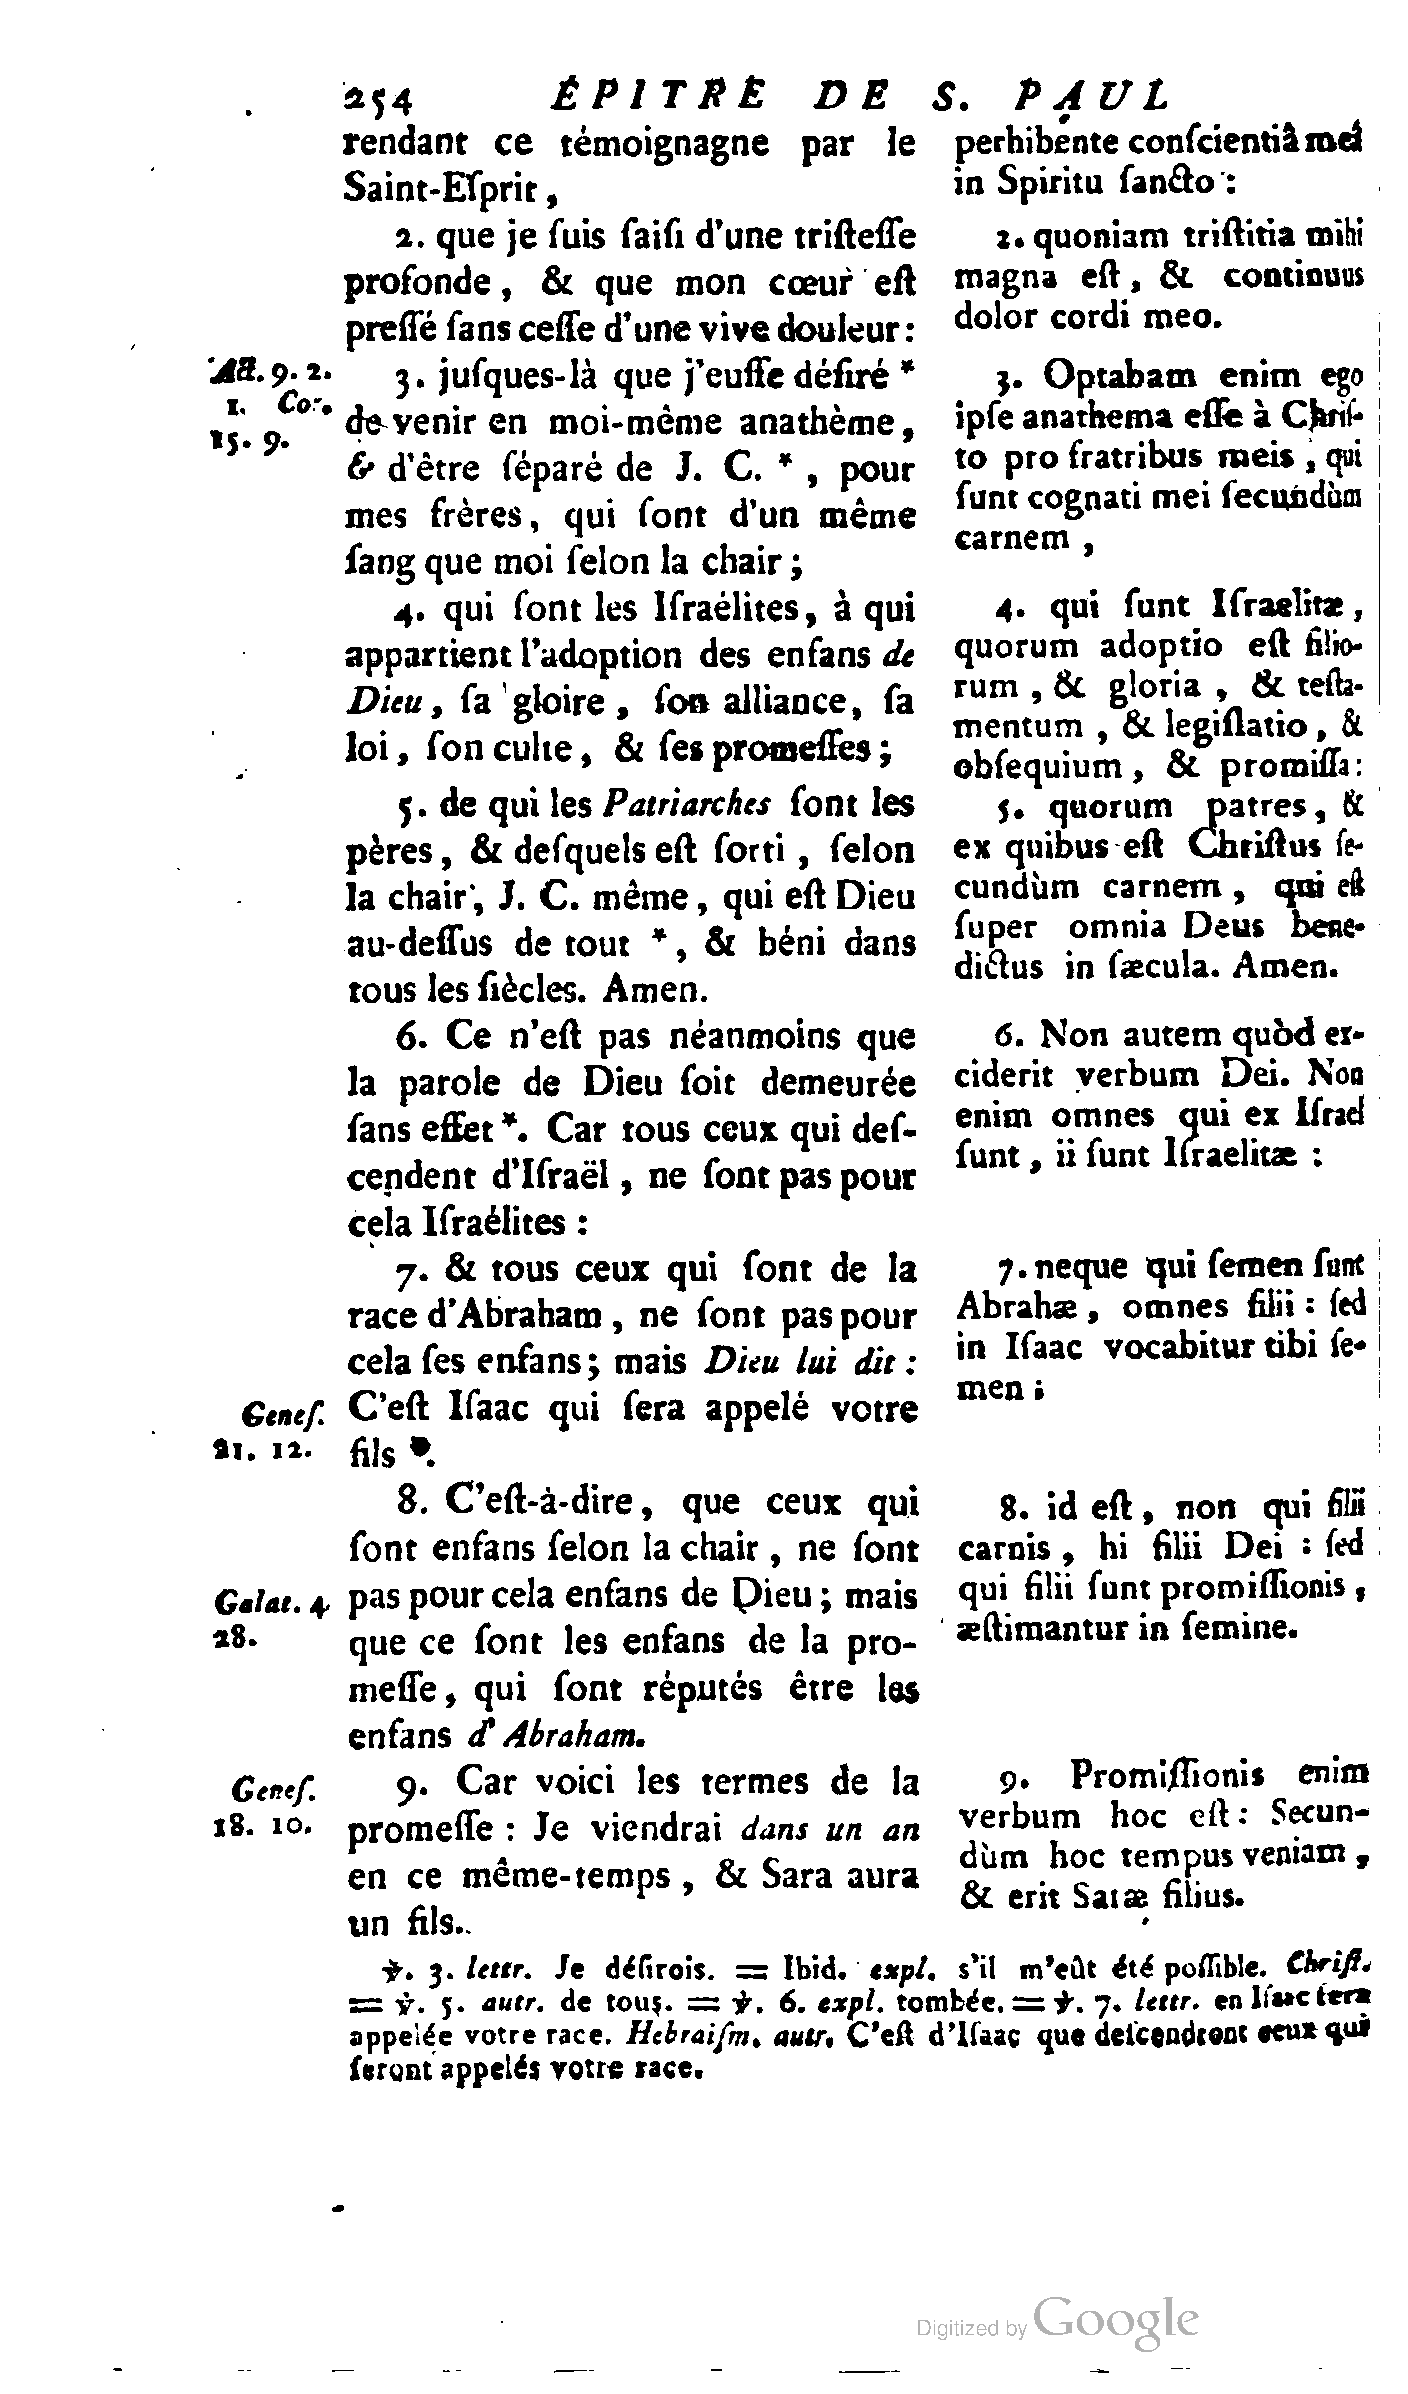 254 ÉPITRE DE S. PAUL
rendant ce témoignagne par le
Saint-Eſprit,
2. que je ſuis ſaiſi d'une triſteſſe
profonde, & que mon cœur eſt
preſſé ſans ceſſe d'une vive douleur:
Act. 9. 2.
1. Cor.
15. 9.
3. juſques-là que j'euſſe déſiré *
de venir en moi-même anathème,
& d'être ſéparé de J. C. *, pour
mes frères, qui ſont d'un même
ſang que moi ſelon la chair;
4. qui ſont les Iſraélites, à qui
appartient l'adoption des enfans de
Dieu, ſa gloire, ſon alliance, ſa
loi, ſon culte, & ſes promeſſes;
5. de qui les Patriarches ſont les
pères, & deſquels eſt ſorti, ſelon
la chair, J. C. même, qui eſt Dieu
au-deſſus de tout *, & béni dans
tous les ſiècles. Amen.
6. Ce n'eſt pas néanmoins que
la parole de Dieu ſoit demeurée
ſans effet *. Car tous ceux qui deſ-
cendent d'Iſraël, ne ſont pas pour
cela Iſraélites :
7. & tous ceux qui ſont de la
race d'Abraham, ne ſont pas pour
cela ſes enfans; mais Dieu lui dit :
Geneſ.
21. 12.
C'eſt Iſaac qui ſera appelé votre
fils *.
8. C'eſt-à-dire, que ceux qui
ſont enfans ſelon la chair, ne ſont
Galat. 4
28.
pas pour cela enfans de Dieu; mais
que ce ſont les enfans de la pro-
meſſe, qui ſont réputés être les
enfans d'Abraham.
Geneſ.
18. 10.
9. Car voici les termes de la
promeſſe : Je viendrai dans un an
en ce même-temps, & Sara aura
un fils.
perhibente conſcientiâ meâ
in Spiritu ſancto :
2. quoniam triſtitia mihi
magna eſt, & continuus
dolor cordi meo.
3. Optabam enim ego
ipſe anathema eſſe à Chriſ-
to pro fratribus meis, qui
ſunt cognati mei ſecundùm
carnem,
4. qui ſunt Iſraelitæ,
quorum adoptio eſt filio-
rum, & gloria, & teſta-
mentum, & legiſlatio, &
obſequium, & promiſſa:
5. quorum patres, &
ex quibus eſt Chriſtus ſe-
cundùm carnem, qui eſt
ſuper omnia Deus bene-
dictus in ſæcula. Amen.
6. Non autem quòd ex-
ciderit verbum Dei. Non
enim omnes qui ex Iſrael
ſunt, ii ſunt Iſraelitæ :
7. neque qui ſemen ſunt
Abrahæ, omnes filii : ſed
in Iſaac vocabitur tibi ſe-
men :
8. id eſt, non qui filii
carnis, hi filii Dei : ſed
qui filii ſunt promiſſionis,
æſtimantur in ſemine.
9. Promiſſionis enim
verbum hoc eſt : Secun-
dùm hoc tempus veniam,
& erit Saræ filius.
℣. 3. lettr. Je déſirois. = Ibid. expl. s'il m'eût été poſſible. Chriſt.
= ℣. 5. autr. de tous. = ℣. 6. expl. tombée. = ℣. 7. lettr. en Iſaac ſera
appelée votre race. Hebraiſm. autr. C'eſt d'Iſaac que deſcendront ceux qui
ſeront appelés votre race.
Digitized by Google